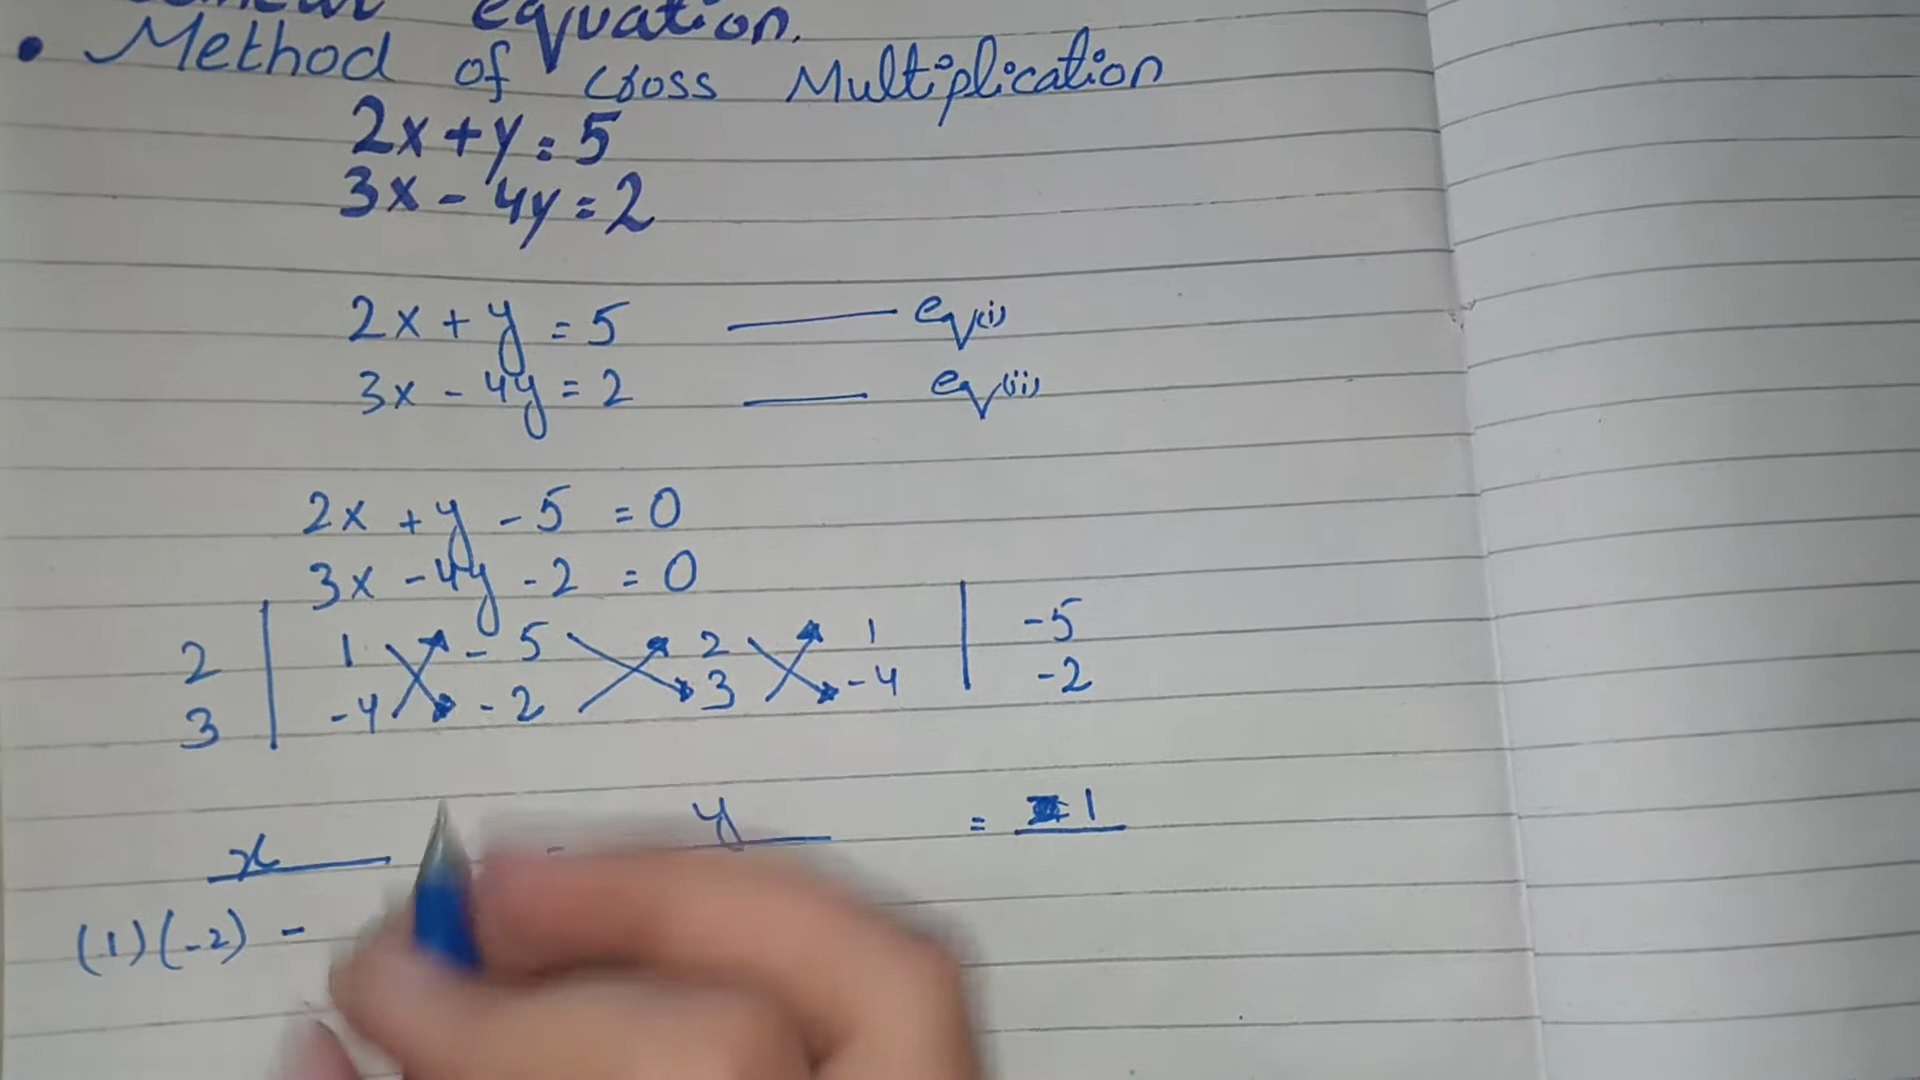 equation.
• Method of cross Multiplication
2x + y = 5
3x - 4y = 2
2x + y = 5 —— eq(i)
3x - 4y = 2 —— eq(ii)
2x + y - 5 = 0
3x - 4y - 2 = 0
2 | 1 - 5 2 1 | -5
3 | -4 - 2 3 -4 | -2
x = y = 1
(1)(-2) -